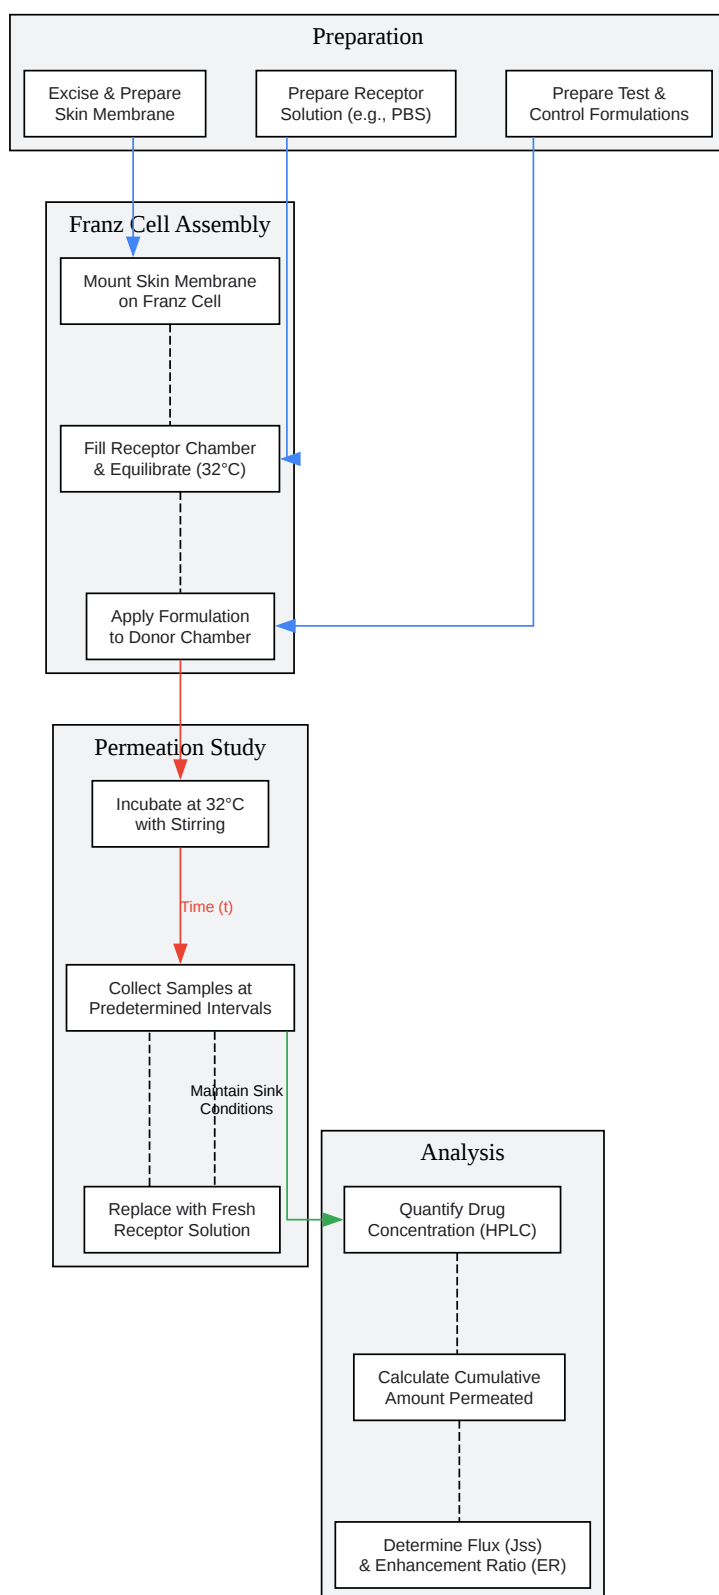 Preparation
Excise & Prepare
Skin Membrane
Prepare Receptor
Solution (e.g., PBS)
Prepare Test &
Control Formulations
Franz Cell Assembly
Mount Skin Membrane
on Franz Cell
Fill Receptor Chamber
& Equilibrate (32°C)
Apply Formulation
to Donor Chamber
Permeation Study
Incubate at 32°C
with Stirring
Time (t)
Collect Samples at
Predetermined Intervals
Maintain Sink
Conditions
Replace with Fresh
Receptor Solution
Analysis
Quantify Drug
Concentration (HPLC)
Calculate Cumulative
Amount Permeated
Determine Flux (Jss)
& Enhancement Ratio (ER)